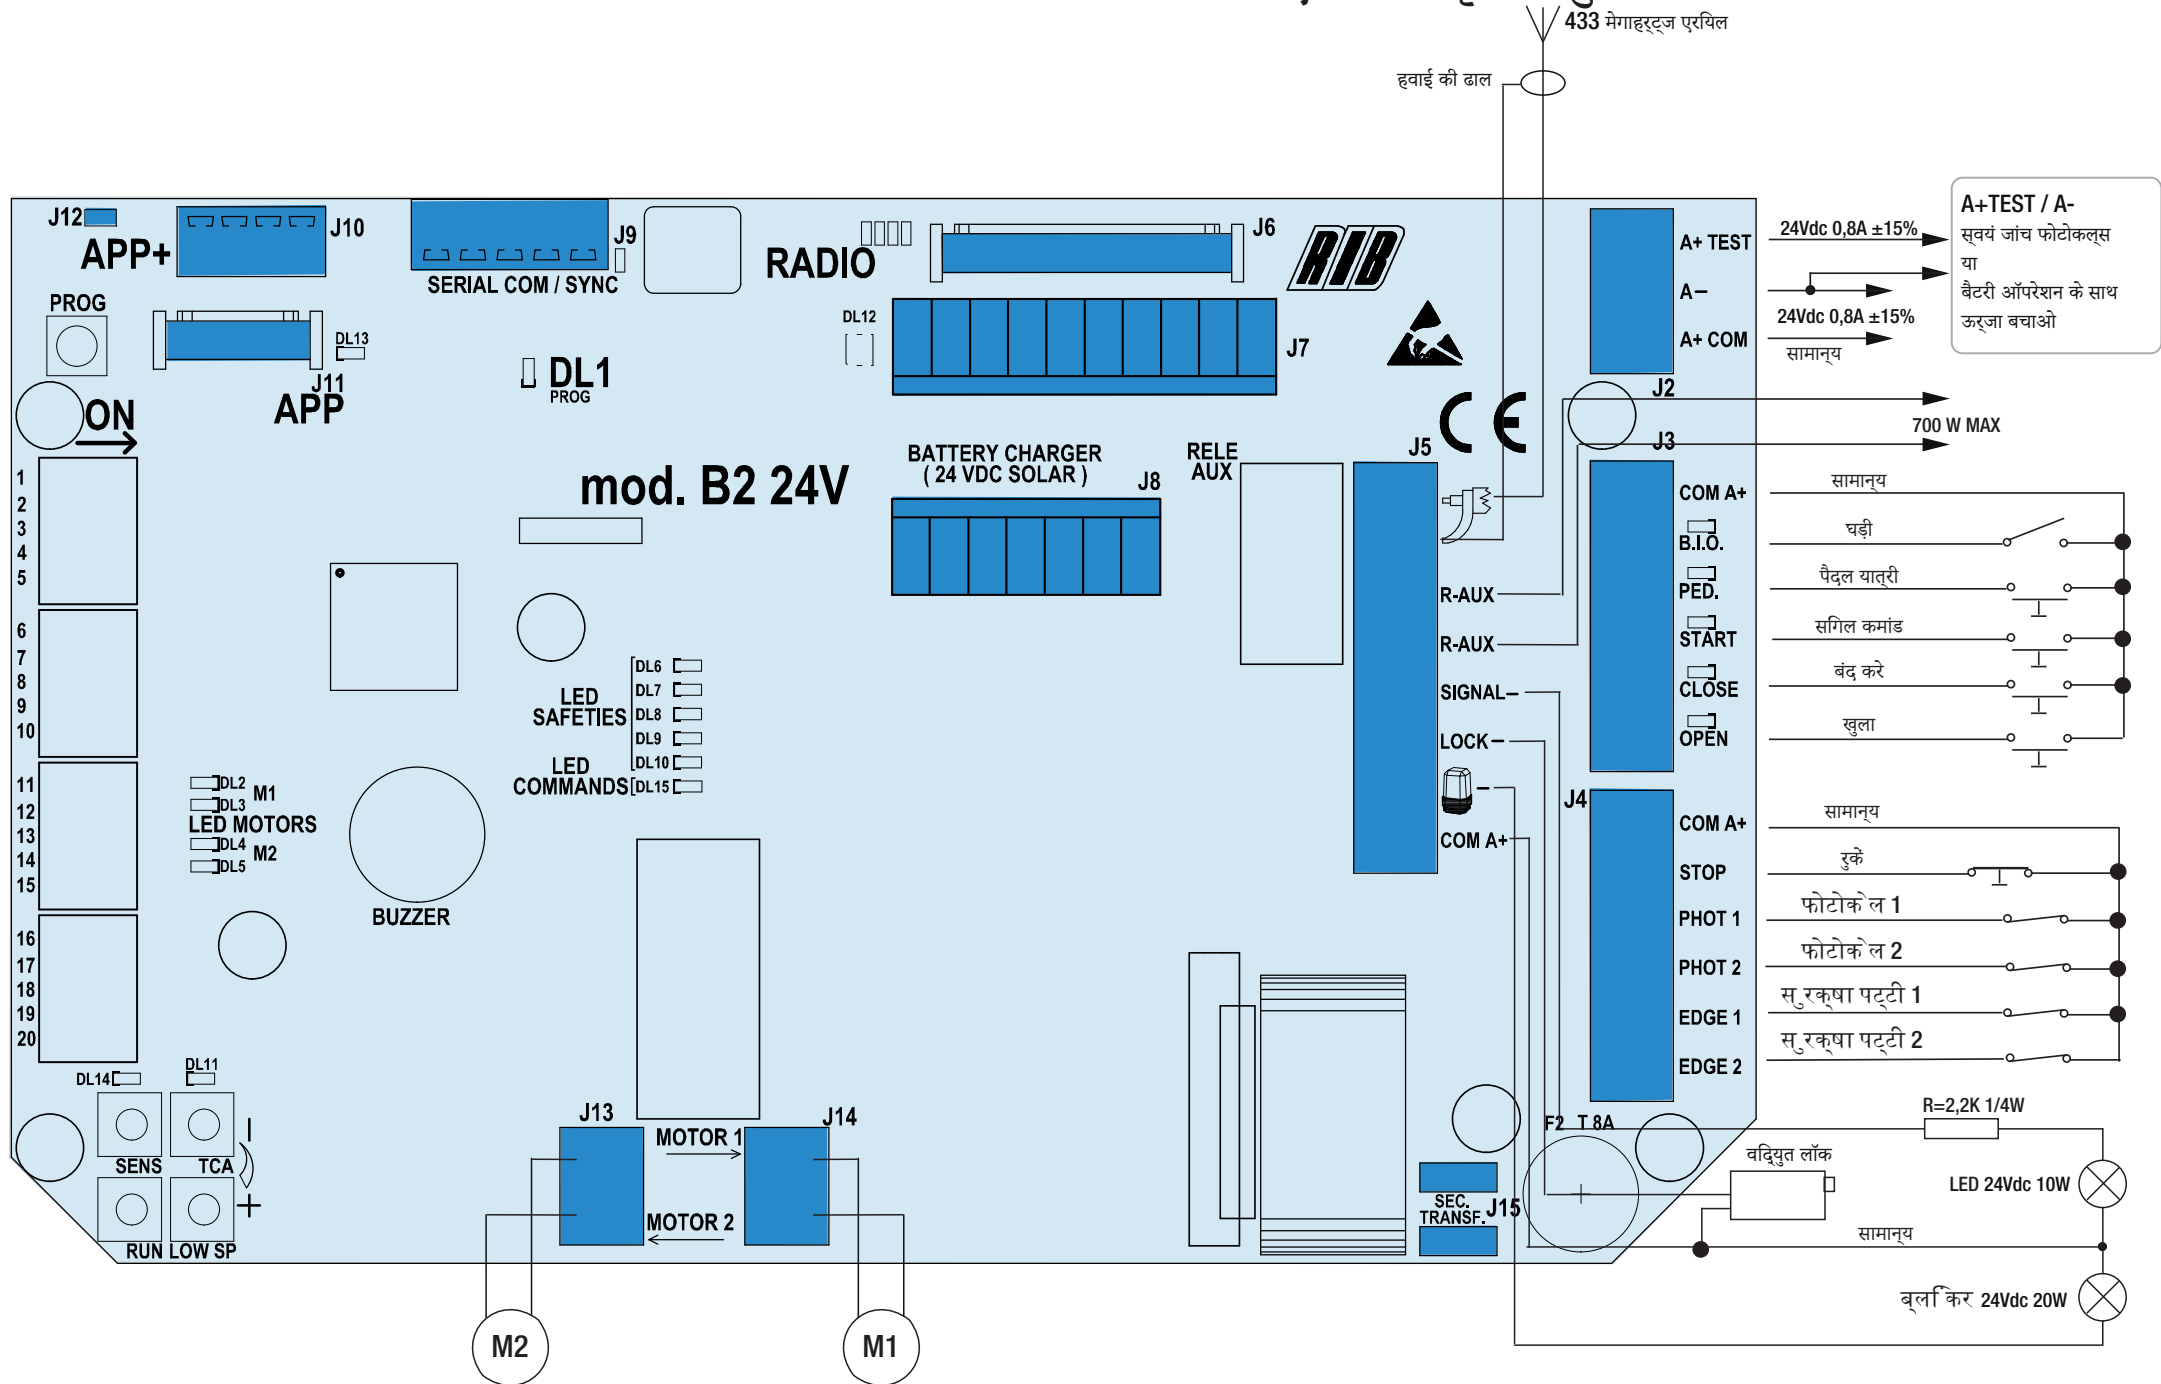 433 मेगाहर्ट्ज एरयिल
हवाई की ढाल
J12
APP+
J10
SERIAL COM / SYNC
J9
RADIO
J6
RIB
A+ TEST
A–
A+ COM
24Vdc 0,8A ±15%
24Vdc 0,8A ±15%
सामान्य
A+TEST / A-
स्वयं जांच फोटोकल्स
या
बैटरी ऑपरेशन के साथ
ऊर्जा बचाओ
PROG
DL13
J11
APP
DL1
PROG
DL12
J7
J2
700 W MAX
ON
mod. B2 24V
BATTERY CHARGER
( 24 VDC SOLAR )
J8
RELE
AUX
J5
CE
J3
1
2
3
4
5
6
7
8
9
10
11
12
13
14
15
16
17
18
19
20
COM A+
B.I.O.
PED.
START
CLOSE
OPEN
सामान्य
घड़ी
पैदल यात्री
सगिल कमांड
बंद करे
खुला
R-AUX
R-AUX
SIGNAL–
LOCK –
-
COM A+
LED
SAFETIES
DL6
DL7
DL8
DL9
DL10
LED
COMMANDS
DL15
DL2
DL3
M1
LED MOTORS
DL4
DL5
M2
BUZZER
J4
COM A+
STOP
PHOT 1
PHOT 2
EDGE 1
EDGE 2
सामान्य
रुकें
फोटोकेल 1
फोटोकेल 2
सुरक्षा पट्टी 1
सुरक्षा पट्टी 2
DL14
DL11
SENS
TCA
–
+
RUN
LOW SP
J13
MOTOR 1
J14
MOTOR 2
M2
M1
F2 T 8A
SEC.
TRANSF.
J15
R=2,2K 1/4W
विद्युत लॉक
LED 24Vdc 10W
सामान्य
ब्लिंकर 24Vdc 20W